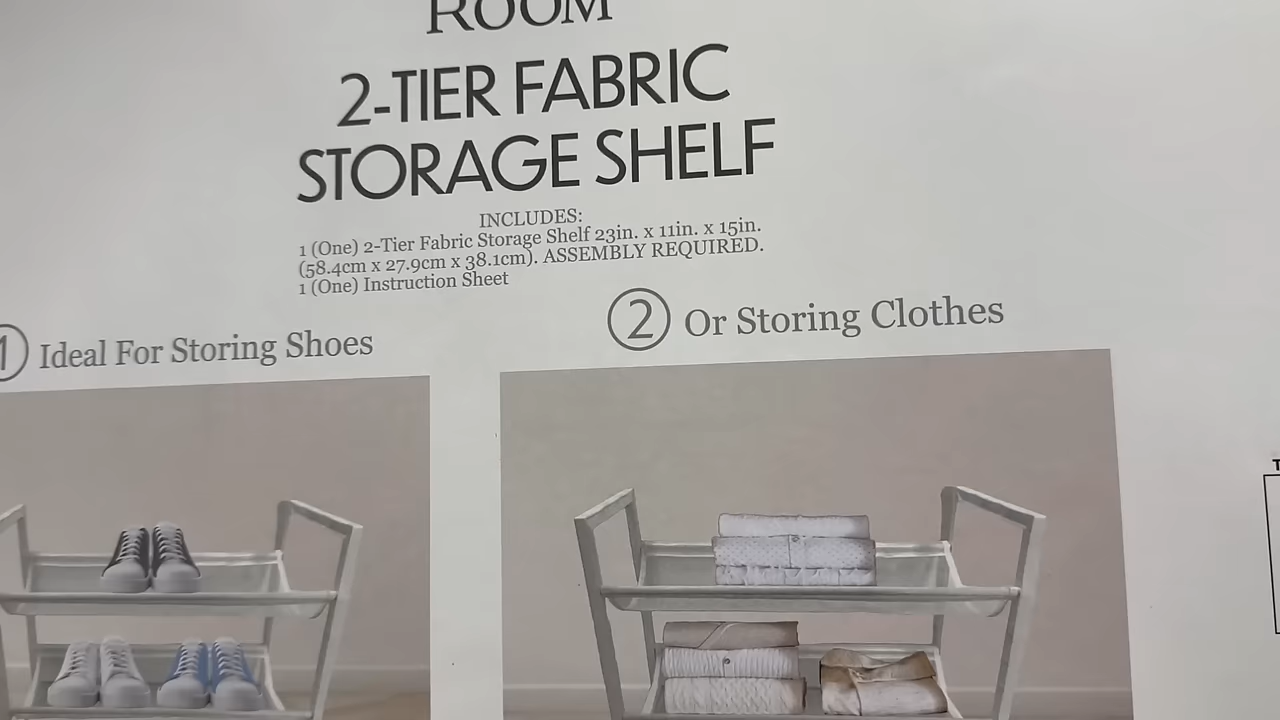 ROOM
2-TIER FABRIC
STORAGE SHELF
INCLUDES:
1 (One) 2-Tier Fabric Storage Shelf 23in. x 11in. x 15in.
(58.4cm x 27.9cm x 38.1cm). ASSEMBLY REQUIRED.
1 (One) Instruction Sheet
1 Ideal For Storing Shoes
2 Or Storing Clothes